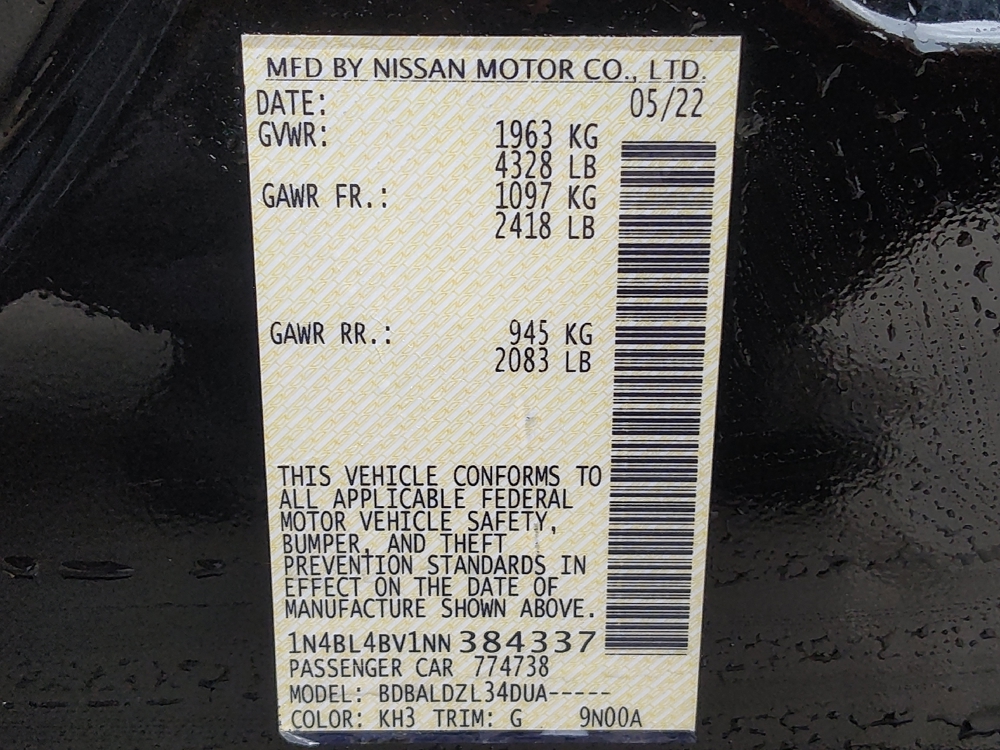 MFD BY NISSAN MOTOR CO., LTD.
DATE: 05/22
GVWR: 1963 KG
4328 LB
GAWR FR.: 1097 KG
2418 LB
GAWR RR.: 945 KG
2083 LB
THIS VEHICLE CONFORMS TO
ALL APPLICABLE FEDERAL
MOTOR VEHICLE SAFETY,
BUMPER, AND THEFT
PREVENTION STANDARDS IN
EFFECT ON THE DATE OF
MANUFACTURE SHOWN ABOVE.
1N4BL4BV1NN 384337
PASSENGER CAR 774738
MODEL: BDBALDZL34DUA-----
COLOR: KH3 TRIM: G 9N00A